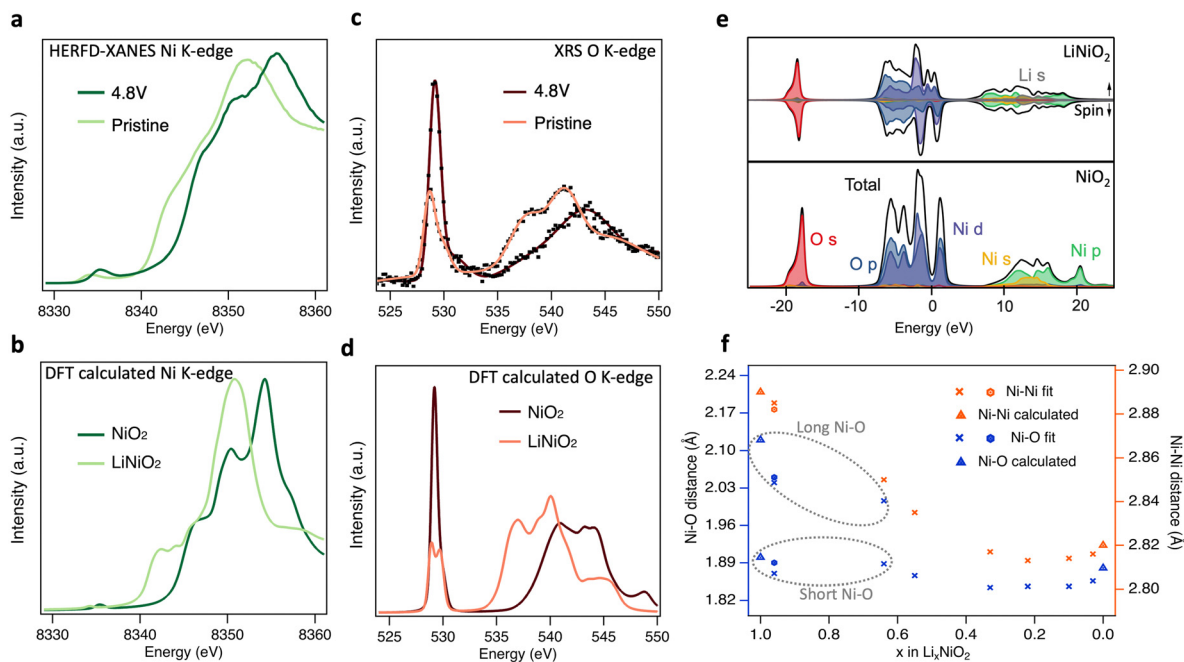 a
HERFD-XANES Ni K-edge
4.8V
Pristine
Intensity (a.u.)
8330 8340 8350 8360
Energy (eV)
b
DFT calculated Ni K-edge
NiO₂
LiNiO₂
Intensity (a.u.)
8330 8340 8350 8360
Energy (eV)
c
XRS O K-edge
4.8V
Pristine
Intensity (a.u.)
525 530 535 540 545 550
Energy (eV)
d
DFT calculated O K-edge
NiO₂
LiNiO₂
Intensity (a.u.)
525 530 535 540 545 550
Energy (eV)
e
LiNiO₂
Li s
Spin
NiO₂
Total
Ni d
O s
O p
Ni s
Ni p
-20 -10 0 10 20
Energy (eV)
f
Ni-O distance (Å)
2.24
2.17
2.10
2.03
1.96
1.89
1.82
Ni-Ni fit
Ni-Ni calculated
Ni-O fit
Ni-O calculated
Long Ni-O
Short Ni-O
2.90
2.88
2.86
2.84
2.82
2.80
Ni-Ni distance (Å)
1.0 0.8 0.6 0.4 0.2 0.0
x in LiₓNiO₂